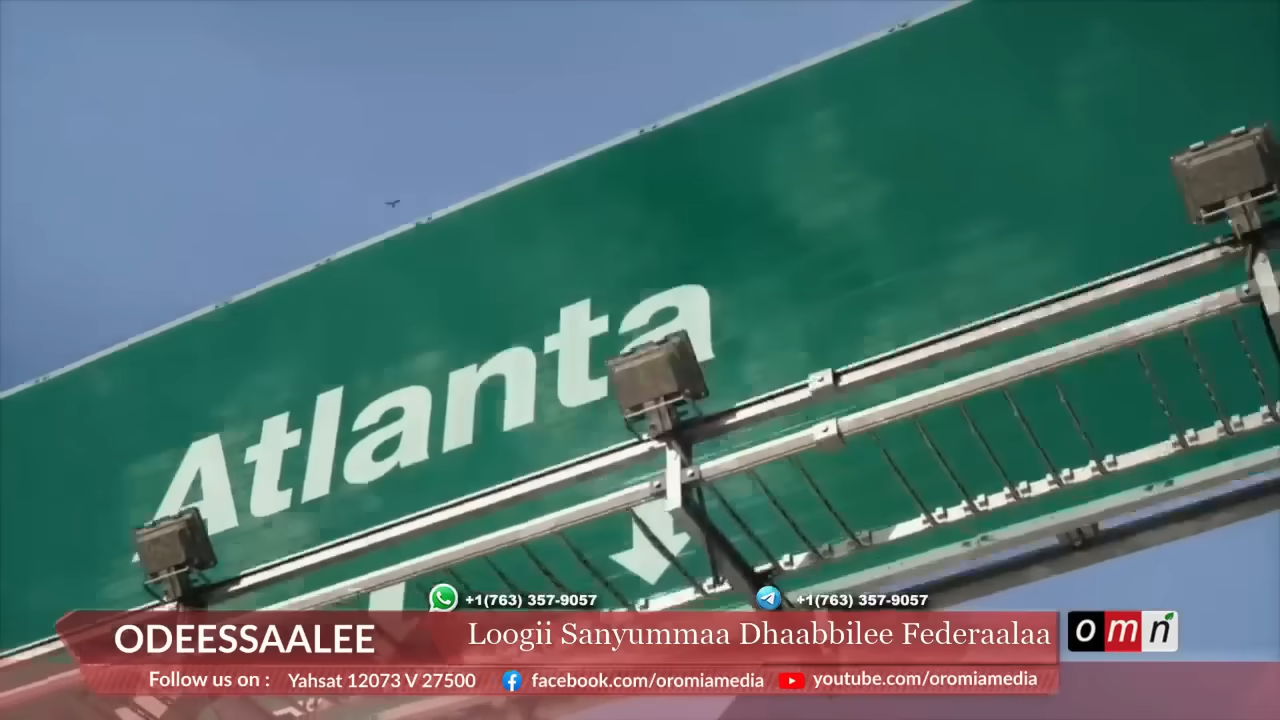 Atlanta
+1(763) 357-9057
+1(763) 357-9057
ODEESSAALEE
Loogii Sanyummaa Dhaabbilee Federaalaa
omn
Follow us on : Yahsat 12073 V 27500 facebook.com/oromiamedia youtube.com/oromiamedia